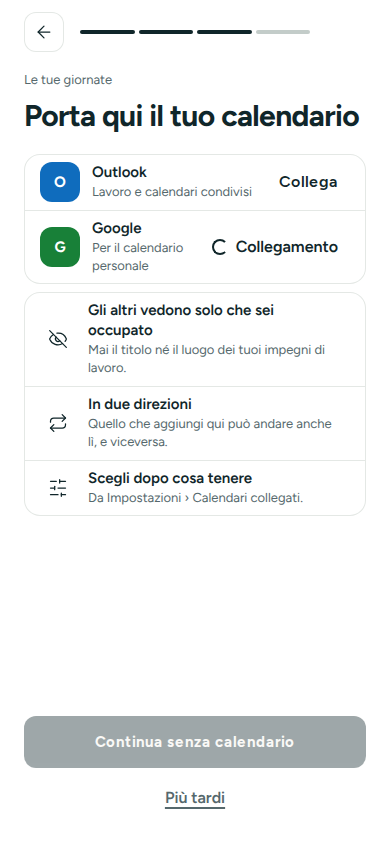 Le tue giornate
Porta qui il tuo calendario
O
Outlook
Lavoro e calendari condivisi
Collega
G
Google
Per il calendario
personale
Collegamento
Gli altri vedono solo che sei
occupato
Mai il titolo né il luogo dei tuoi impegni di
lavoro.
In due direzioni
Quello che aggiungi qui può andare anche
lì, e viceversa.
Scegli dopo cosa tenere
Da Impostazioni › Calendari collegati.
Continua senza calendario
Più tardi